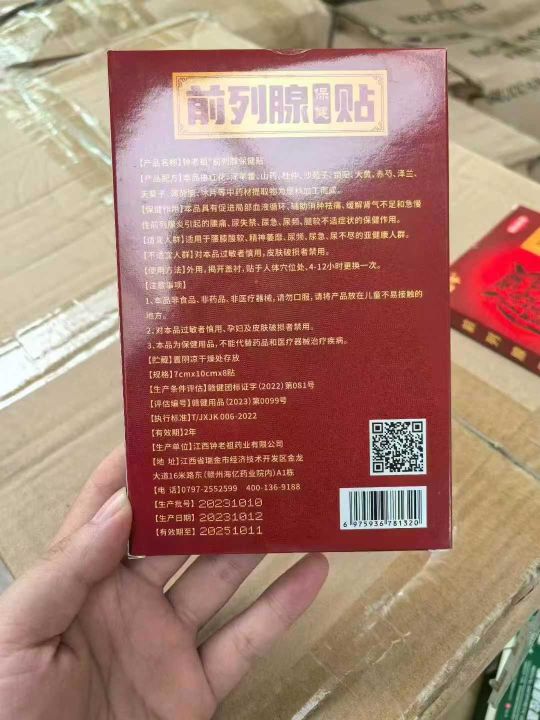 前列腺保健贴
【产品名称】钟老祖®前列腺保健贴
【产品配方】本品由红花、淫羊藿、山药、杜仲、沙苑子、锁阳、大黄、赤芍、泽兰、
天葵子、薄荷脑、冰片等中药材提取物为原料加工而成。
【保健作用】本品具有促进局部血液循环、辅助消肿祛痛、缓解肾气不足和急慢
性前列腺炎引起的腰痛、尿失禁、尿急、尿频、腿软不适症状的保健作用。
【适宜人群】适用于腰膝酸软、精神萎靡、尿频、尿急、尿不尽的亚健康人群。
【不适宜人群】对本品过敏者慎用，皮肤破损者禁用。
【使用方法】外用，揭开盖衬，贴于人体穴位处，4-12小时更换一次。
【注意事项】
1、本品非食品、非药品、非医疗器械，请勿口服，请将产品放在儿童不易接触的
地方。
2、对本品过敏者慎用、孕妇及皮肤破损者禁用。
3、本品为保健用品，不能代替药品和医疗器械治疗疾病。
【贮藏】置阴凉干燥处存放
【规格】7cmx10cmx8贴
【生产条件评估】赣健团标证字（2022）第081号
【评估编号】赣健用品（2023）第0099号
【执行标准】T/JXJK 006-2022
【有效期】2年
【生产单位】江西钟老祖药业有限公司
【地 址】江西省瑞金市经济技术开发区金龙
大道16米路东（赣州海亿药业院内）A1栋
【电 话】0797-2552599 400-136-9188
【生产批号】20231010
【生产日期】20231012
【有效期至】20251011
6 975936 781320